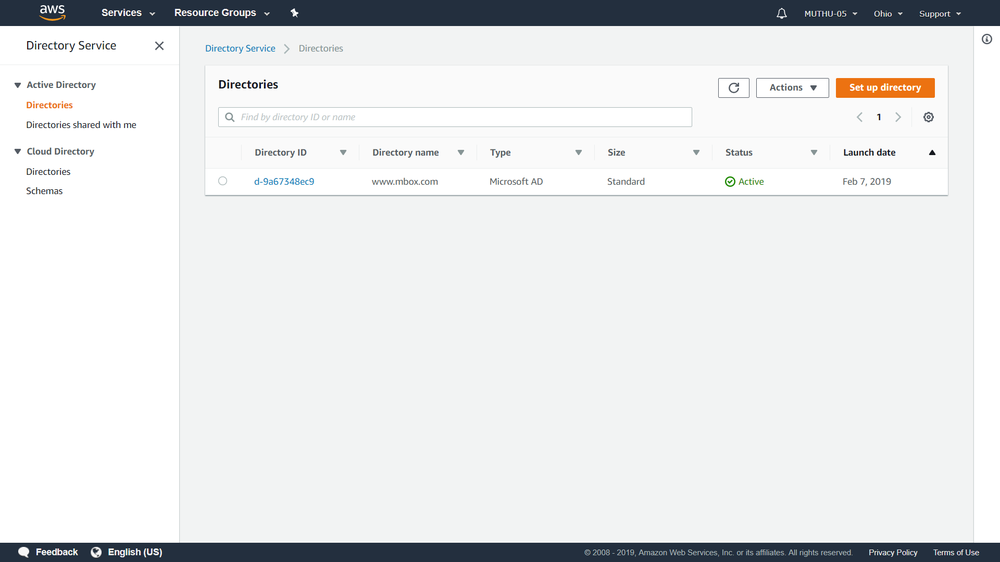 aws Services Resource Groups MUTHU-05 Ohio Support
Directory Service
Active Directory
Directories
Directories shared with me
Cloud Directory
Directories
Schemas
Directory Service Directories
Directories
Actions Set up directory
Find by directory ID or name
1
Directory ID Directory name Type Size Status Launch date
d-9a67348ec9 www.mbox.com Microsoft AD Standard Active Feb 7, 2019
Feedback English (US) © 2008 - 2019, Amazon Web Services, Inc. or its affiliates. All rights reserved. Privacy Policy Terms of Use